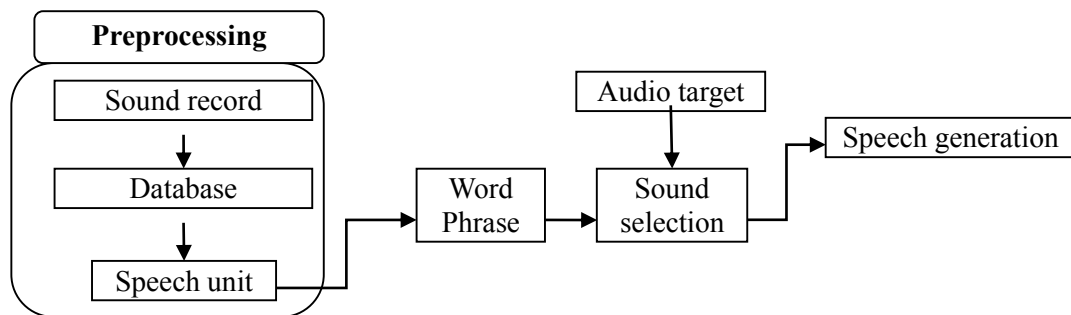 Preprocessing
Sound record
Database
Speech unit
Word
Phrase
Audio target
Sound
selection
Speech generation